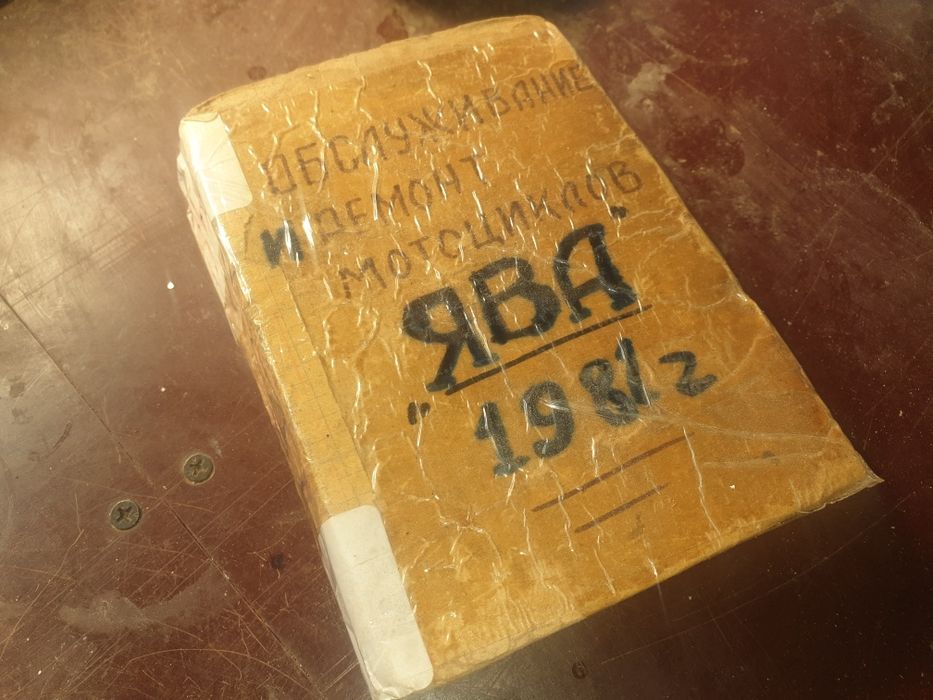 ОБСЛУЖИВАНИЕ
И РЕМОНТ
МОТОЦИКЛОВ
"ЯВА"
1981г